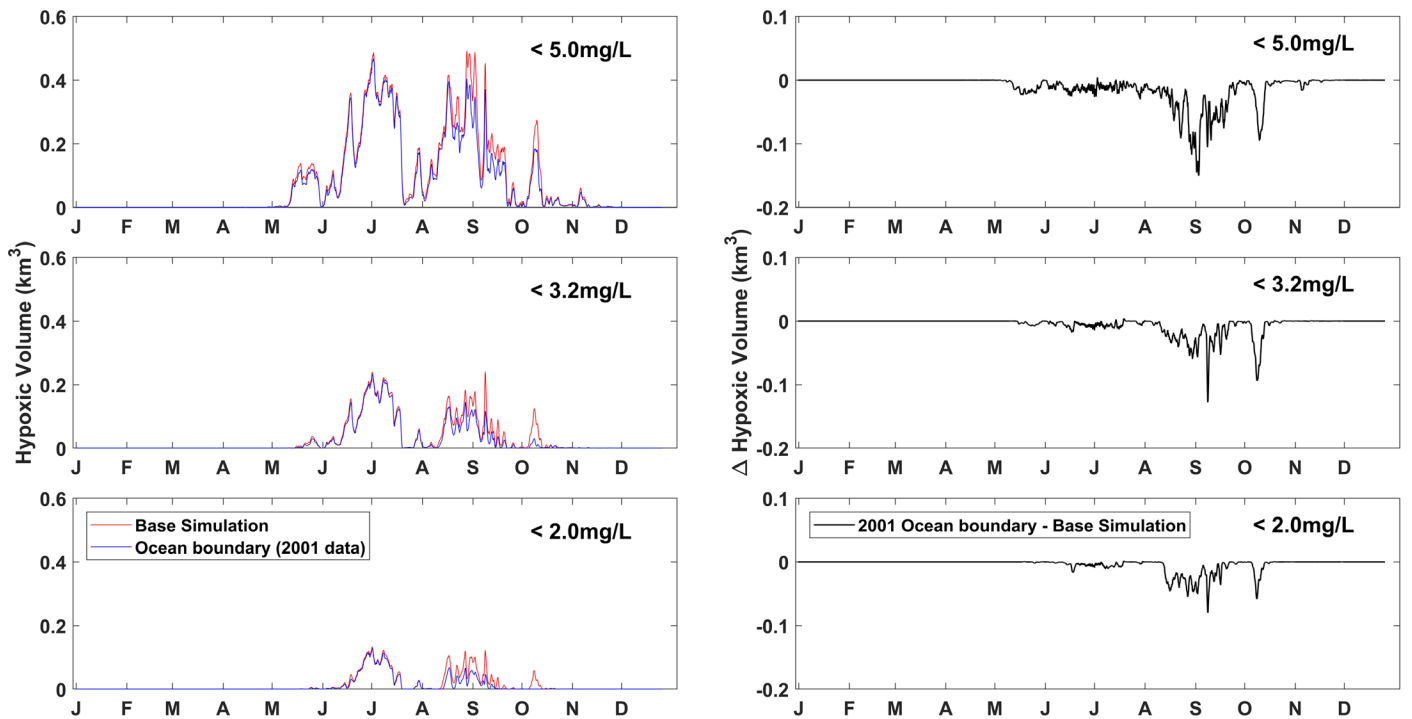 Hypoxic Volume (km3)
0.6
0.4
0.2
0
< 5.0mg/L
J F M A M J J A S O N D
0.6
0.4
0.2
0
< 3.2mg/L
J F M A M J J A S O N D
0.6
0.4
0.2
0
< 2.0mg/L
Base Simulation
Ocean boundary (2001 data)
J F M A M J J A S O N D
Δ Hypoxic Volume (km3)
0.1
0
-0.1
-0.2
< 5.0mg/L
J F M A M J J A S O N D
0.1
0
-0.1
-0.2
< 3.2mg/L
J F M A M J J A S O N D
0.1
0
-0.1
-0.2
< 2.0mg/L
2001 Ocean boundary - Base Simulation
J F M A M J J A S O N D